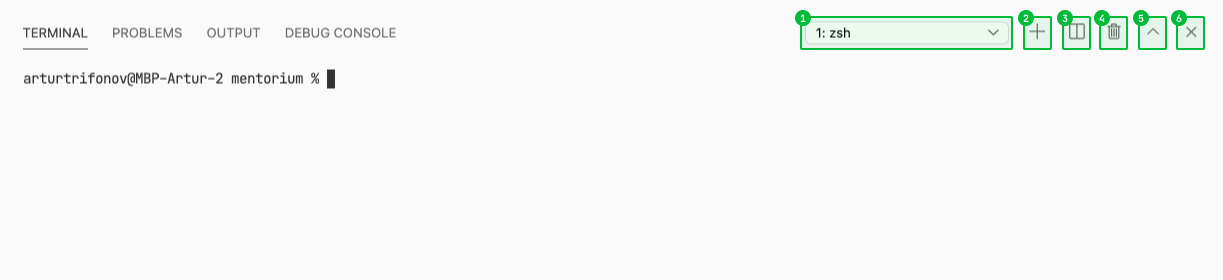 TERMINAL PROBLEMS OUTPUT DEBUG CONSOLE 1 1: zsh 2 3 4 5 6
arturtrifonov@MBP-Artur-2 mentorium %